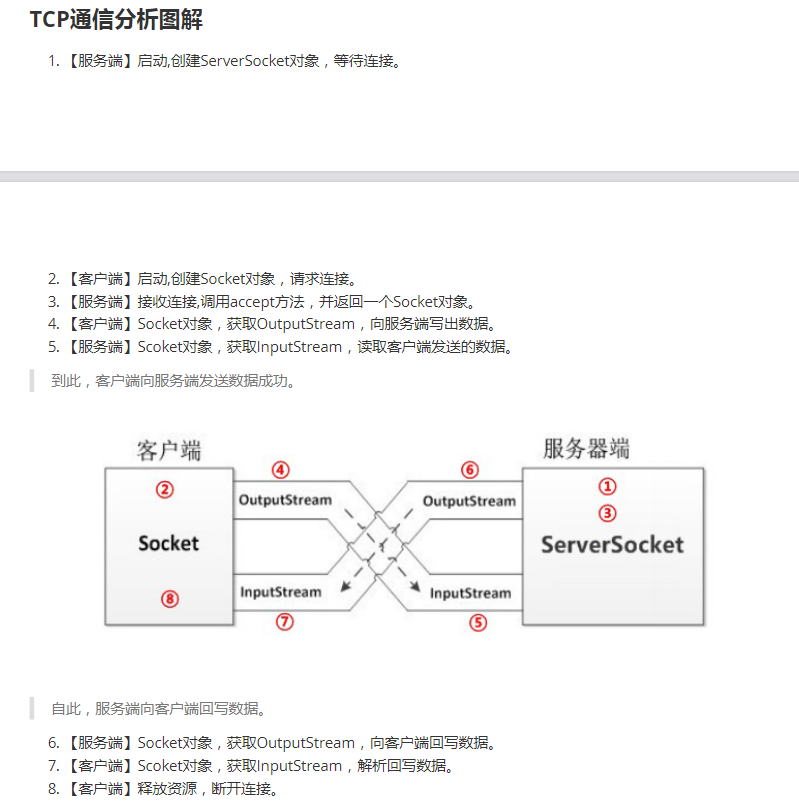 TCP通信分析图解
1. 【服务端】启动,创建ServerSocket对象，等待连接。
2. 【客户端】启动,创建Socket对象，请求连接。
3. 【服务端】接收连接,调用accept方法，并返回一个Socket对象。
4. 【客户端】Socket对象，获取OutputStream，向服务端写出数据。
5. 【服务端】Scoket对象，获取InputStream，读取客户端发送的数据。
到此，客户端向服务端发送数据成功。
客户端
服务器端
④
⑥
②
①
OutputStream
OutputStream
③
Socket
ServerSocket
InputStream
InputStream
⑧
⑦
⑤
自此，服务端向客户端回写数据。
6. 【服务端】Socket对象，获取OutputStream，向客户端回写数据。
7. 【客户端】Scoket对象，获取InputStream，解析回写数据。
8. 【客户端】释放资源，断开连接。